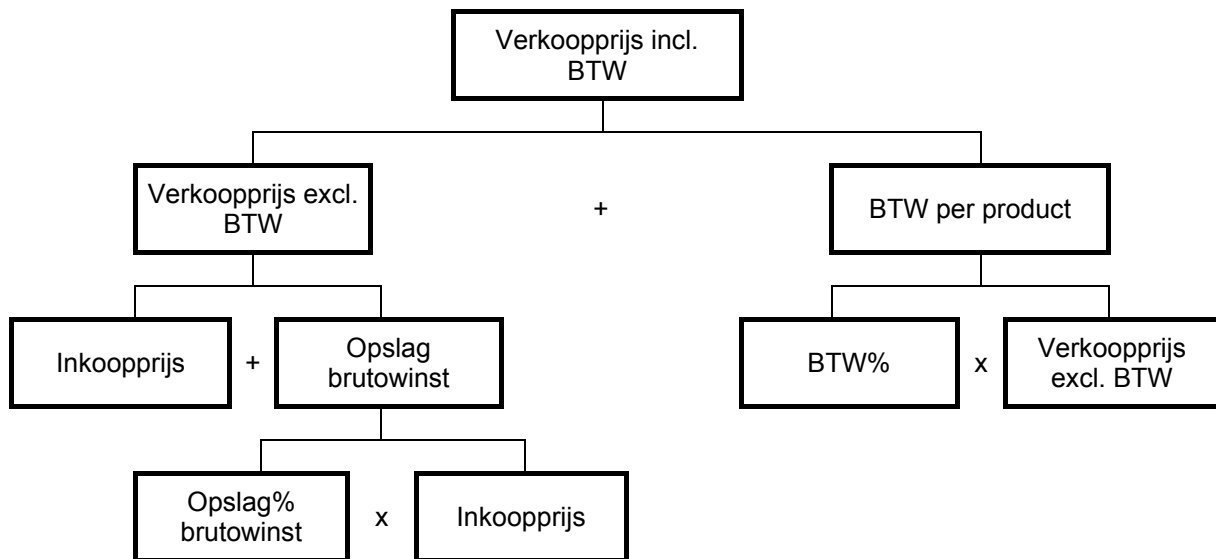 Verkoopprijs incl.
BTW
Verkoopprijs excl.
BTW
+
BTW per product
Inkoopprijs
+
Opslag
brutowinst
BTW%
x
Verkoopprijs
excl. BTW
Opslag%
brutowinst
x
Inkoopprijs